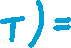 T) =